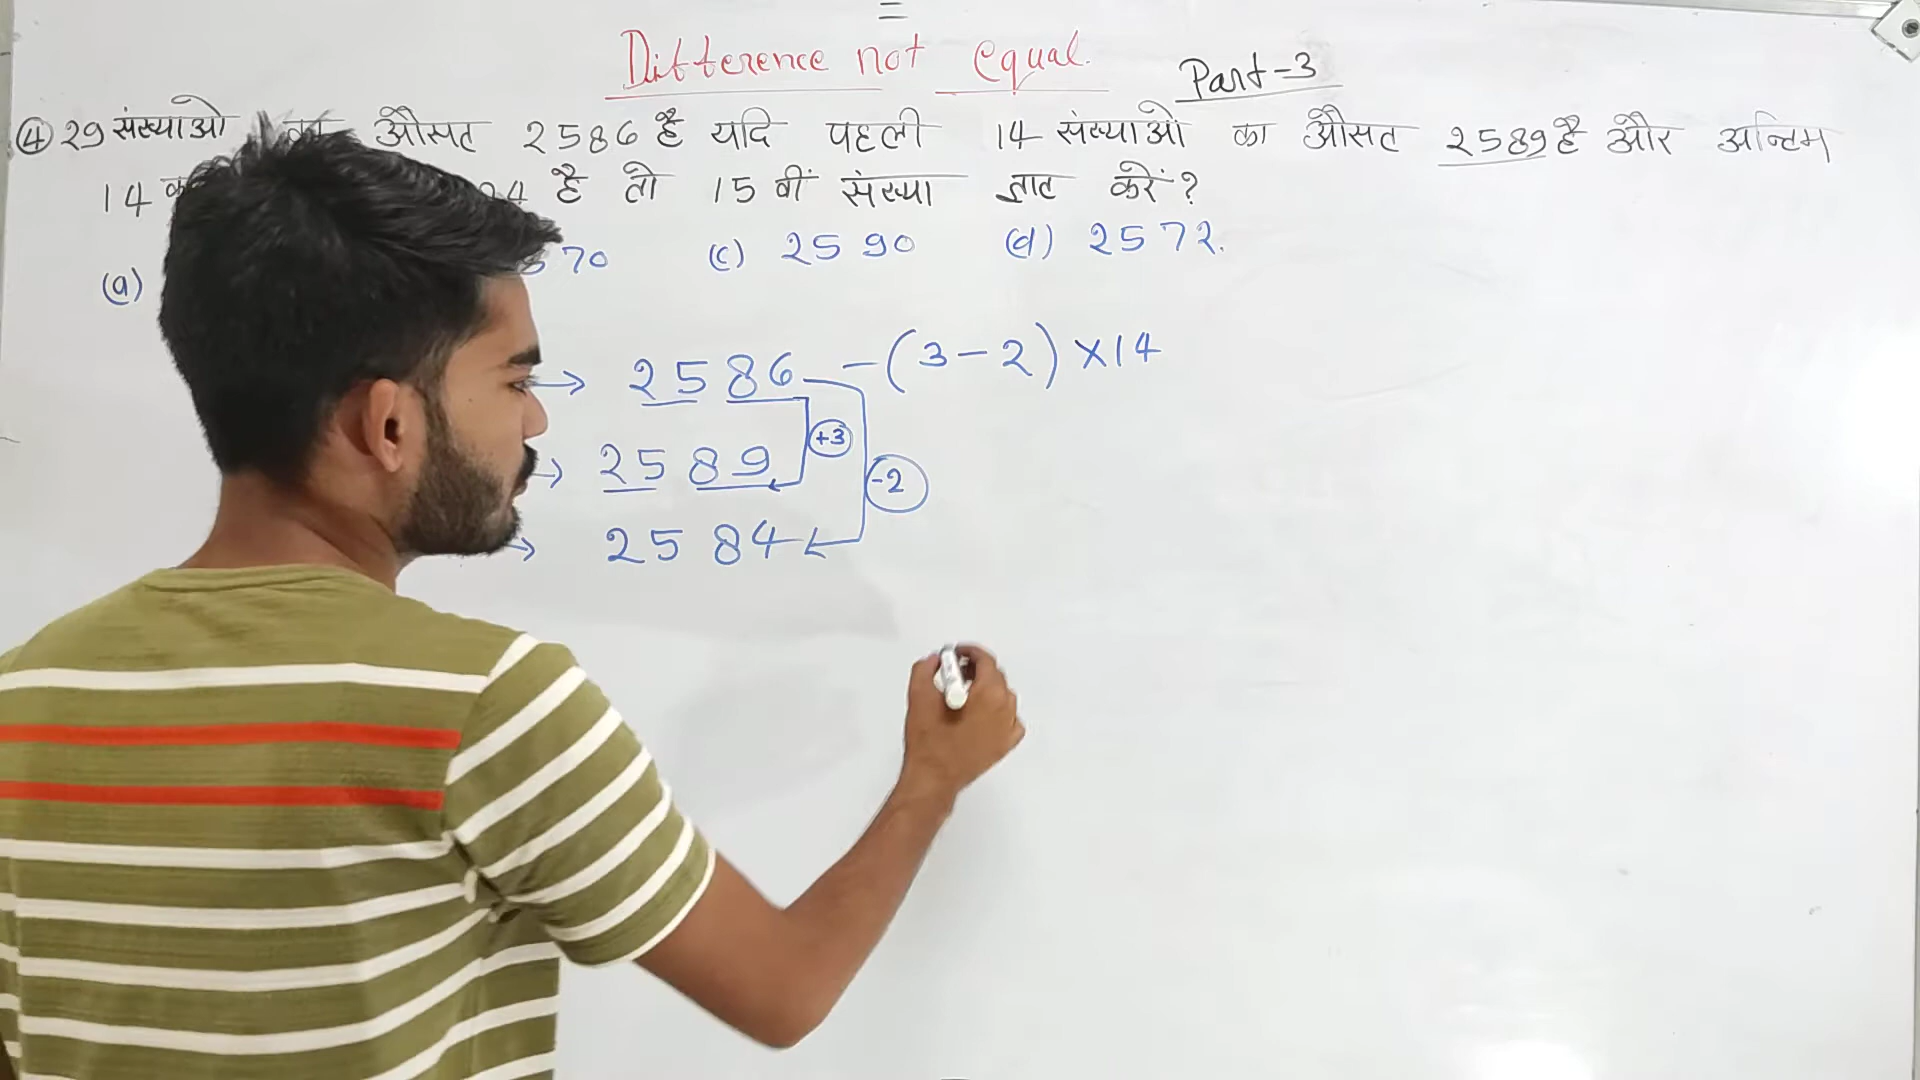 Difference not equal. Part-3
④ 29 संख्याओ का औसत 2586 है यदि पहली 14 संख्याओ का औसत 2589 है और अन्तिम
14 है तो 15 वीं संख्या ज्ञात करें?
(a) 70 (c) 2590 (d) 2572.
→ 2586 -(3-2)×14
+3
→ 2589
-2
→ 2584